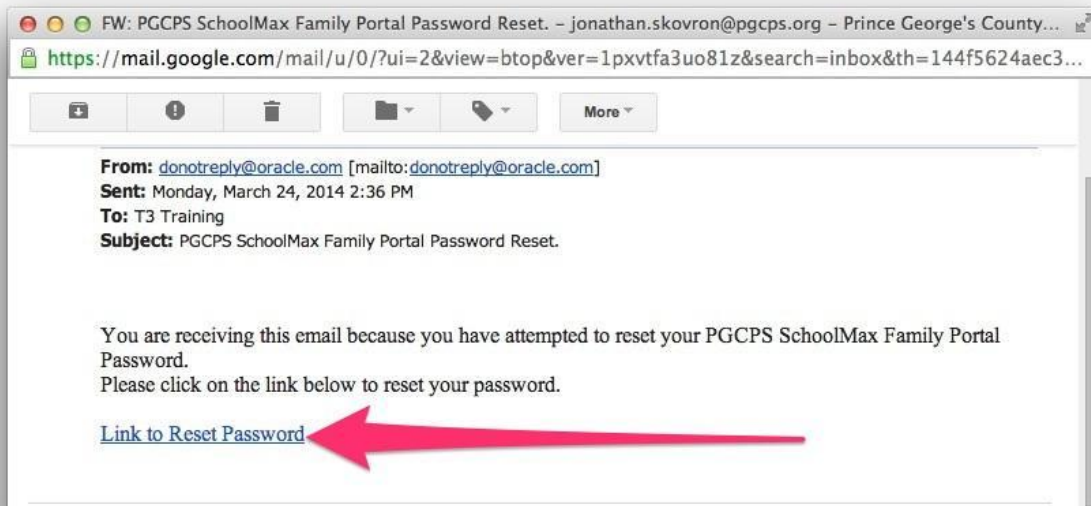 FW: PGCPS SchoolMax Family Portal Password Reset. – jonathan.skovron@pgcps.org – Prince George's County...
https://mail.google.com/mail/u/0/?ui=2&view=btop&ver=1pxvtfa3uo81z&search=inbox&th=144f5624aec3...
More
From: donotreply@oracle.com [mailto:donotreply@oracle.com]
Sent: Monday, March 24, 2014 2:36 PM
To: T3 Training
Subject: PGCPS SchoolMax Family Portal Password Reset.
You are receiving this email because you have attempted to reset your PGCPS SchoolMax Family Portal
Password.
Please click on the link below to reset your password.
Link to Reset Password